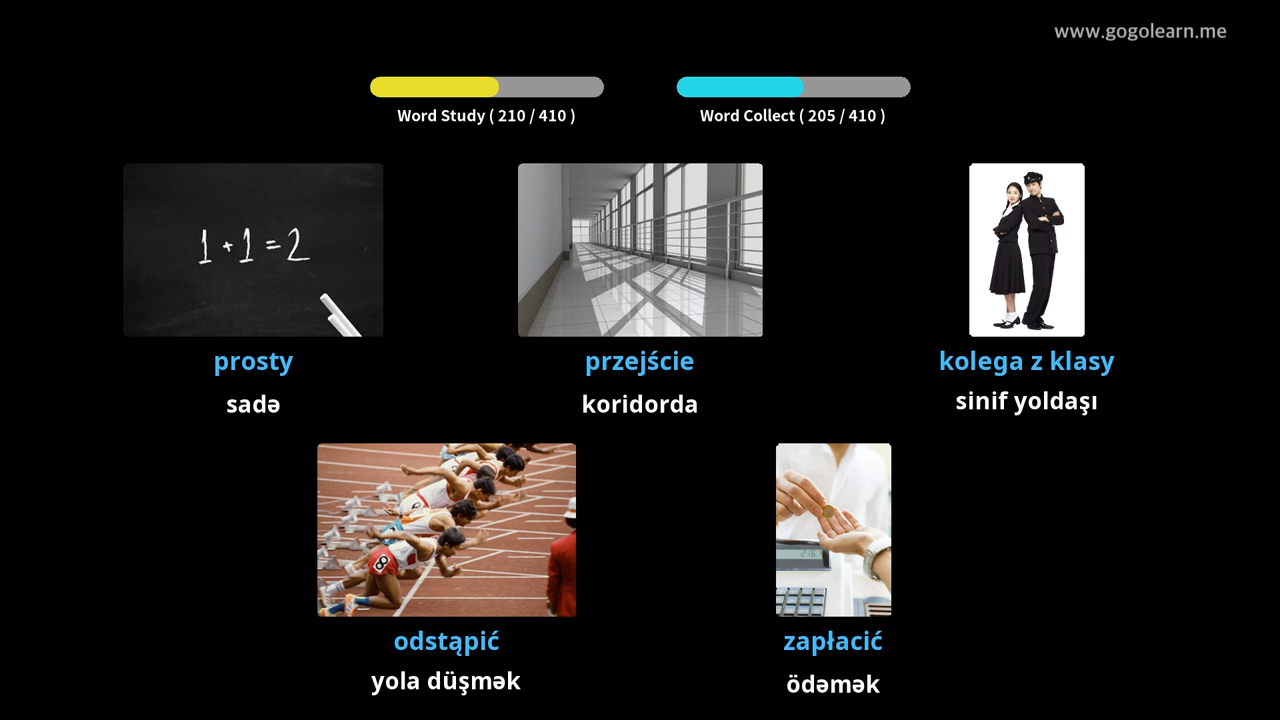 www.gogolearn.me
Word Study ( 210 / 410 )
Word Collect ( 205 / 410 )
1 + 1 = 2
prosty
sadə
przejście
koridorda
kolega z klasy
sinif yoldaşı
8
odstąpić
yola düşmək
zapłacić
ödəmək